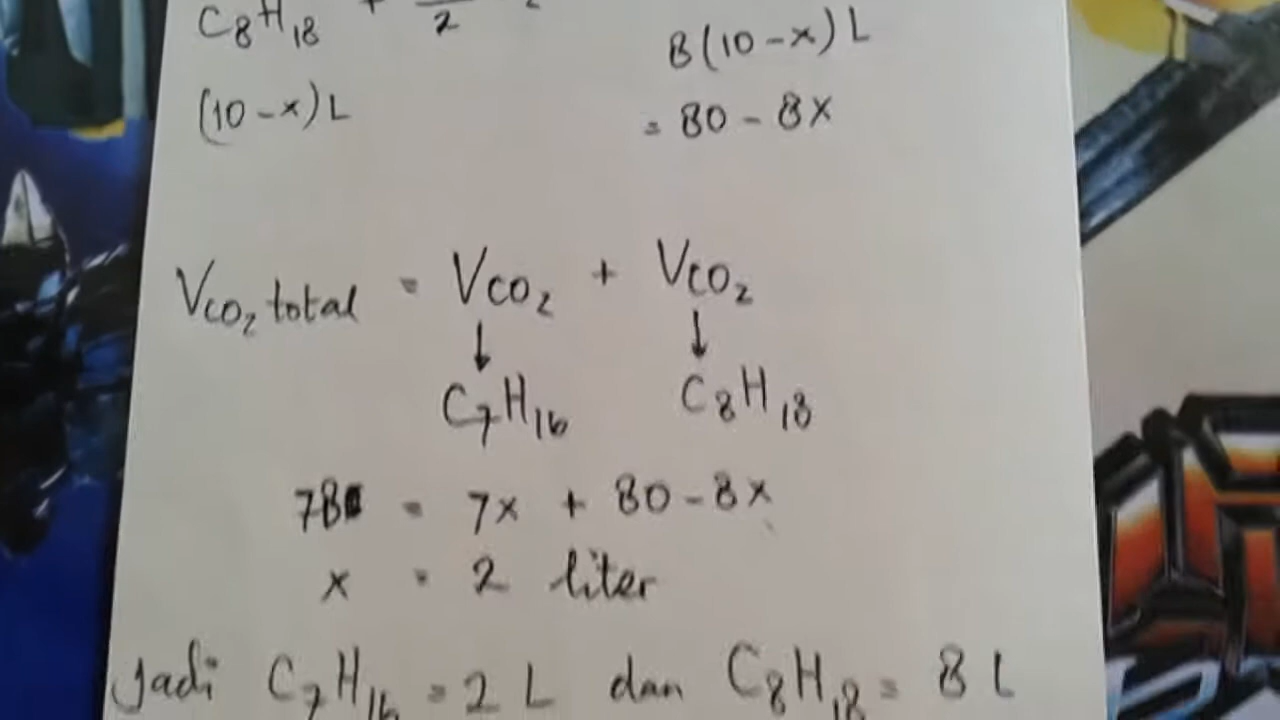 C₈H₁₈ + /2
8(10-x) L
(10-x) L
= 80 - 8x
VCO₂ total = VCO₂ + VCO₂
↓ ↓
C₇H₁₆ C₈H₁₈
78 = 7x + 80 - 8x
x = 2 liter
Jadi C₇H₁₆ = 2 L dan C₈H₁₈ = 8 L